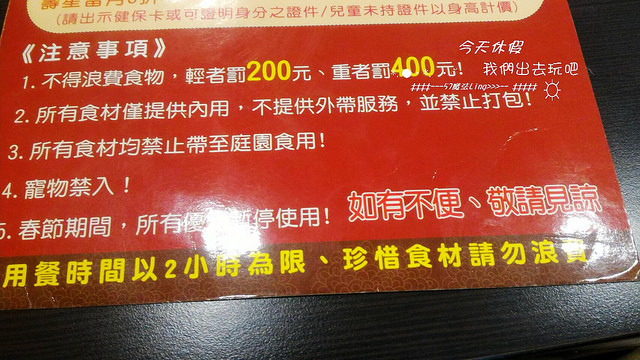 (請出示健保卡或可證明身分之證件/兒童未持證件以身高計價)
《注意事項》
今天休假
1. 不得浪費食物，輕者罰200元、重者罰400元!
我們出去玩吧
2. 所有食材僅提供內用，不提供外帶服務，並禁止打包!
3. 所有食材均禁止帶至庭園食用!
4. 寵物禁入!
如有不便、敬請見諒
5. 春節期間，所有優 暫停使用!
用餐時間以2小時為限、珍惜食材請勿浪費